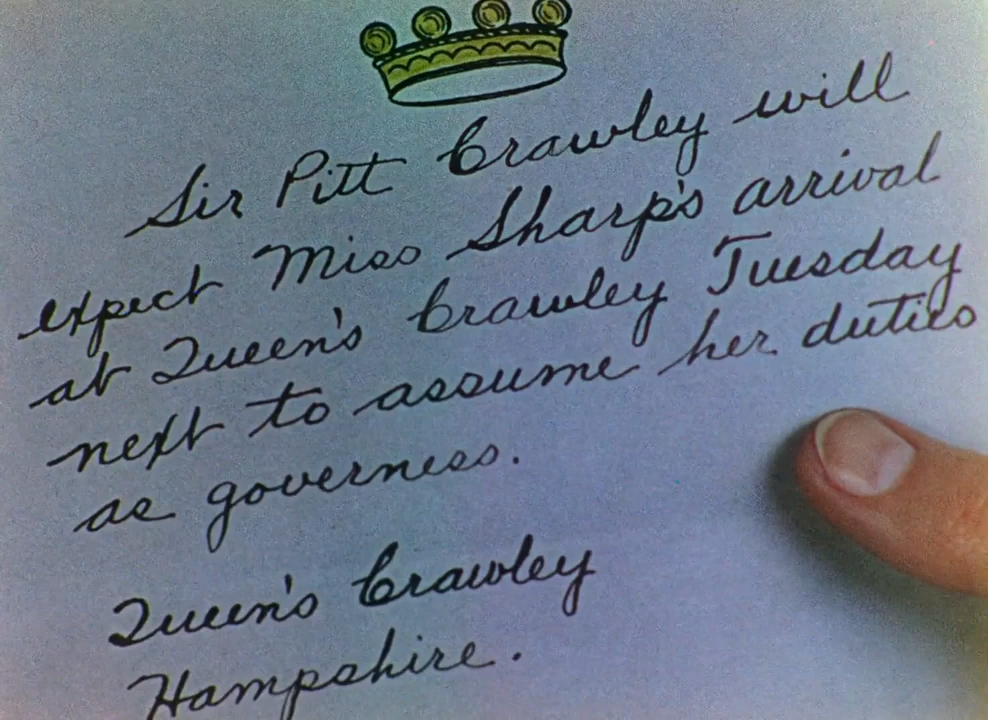 Sir Pitt Crawley will
expect Miss Sharp's arrival
at Queen's Crawley Tuesday
next to assume her duties
as governess.
Queen's Crawley
Hampshire.